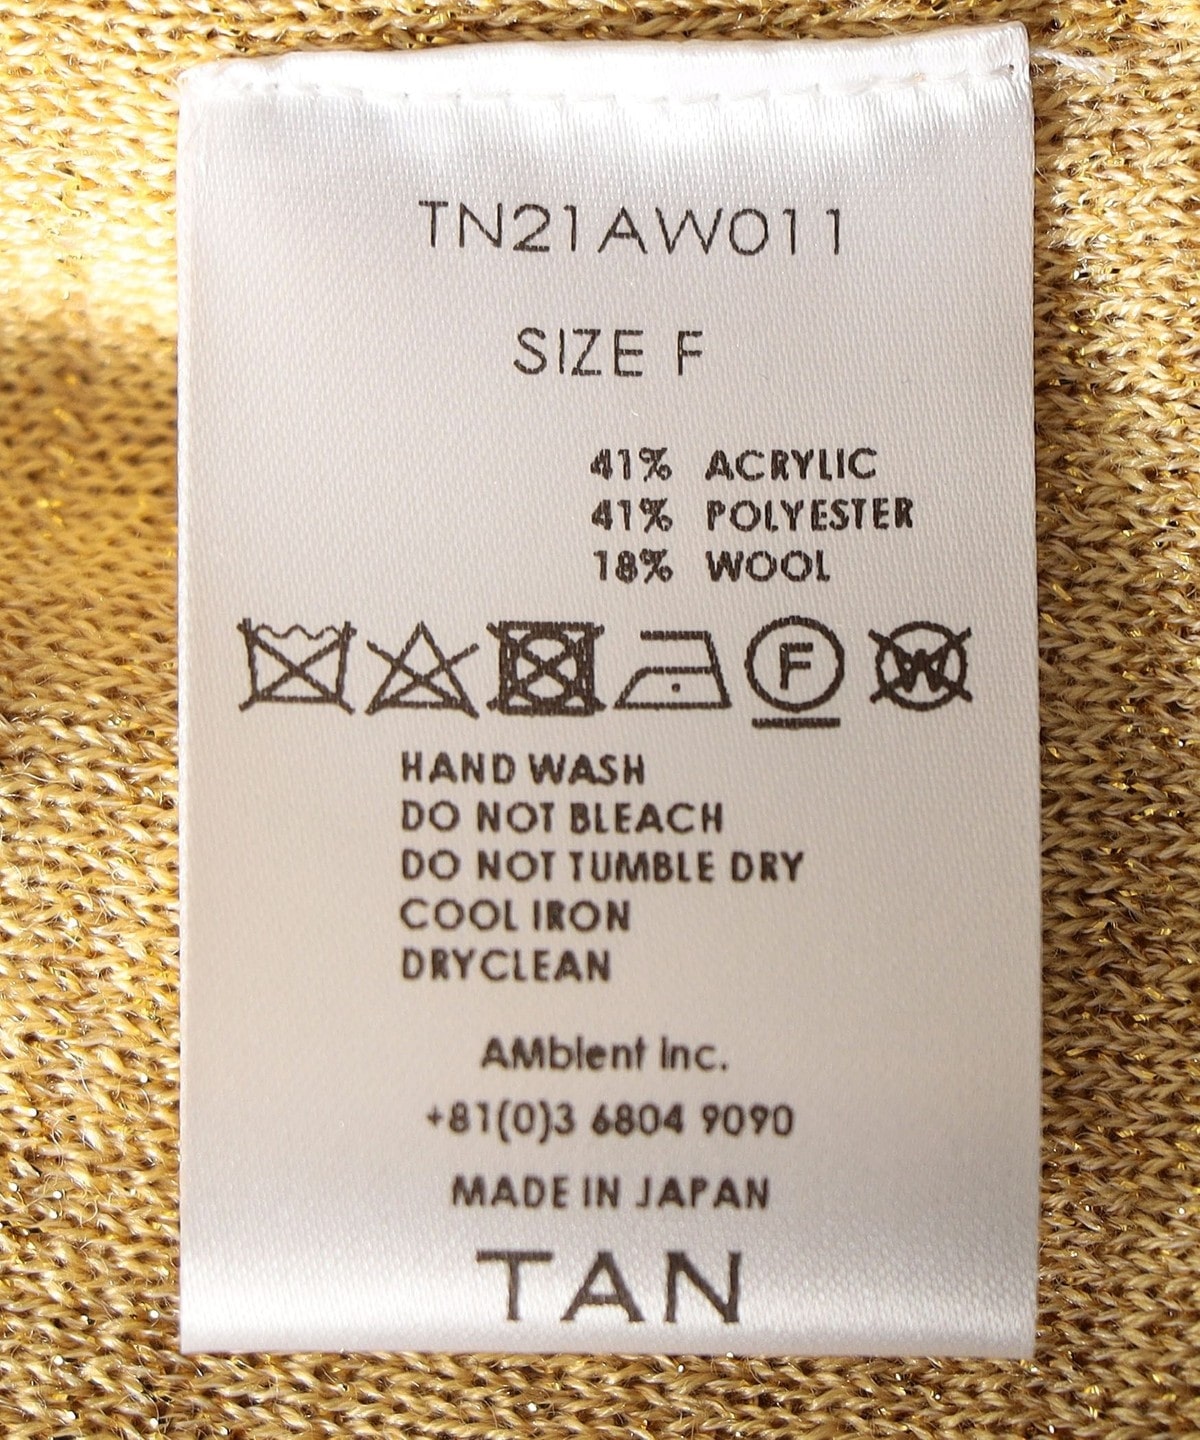 TN21AW011
SIZE F
41% ACRYLIC
41% POLYESTER
18% WOOL
F W
HAND WASH
DO NOT BLEACH
DO NOT TUMBLE DRY
COOL IRON
DRYCLEAN
AMbient Inc.
+81(0)3 6804 9090
MADE IN JAPAN
TAN